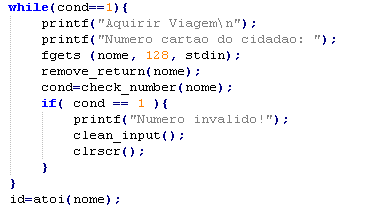 while(cond==1){
printf("Aquirir Viagem\n");
printf("Numero cartao do cidadao: ");
fgets (nome, 128, stdin);
remove_return(nome);
cond=check_number(nome);
if( cond == 1 ){
printf("Numero invalido!");
clean_input();
clrscr();
}
}
id=atoi(nome);